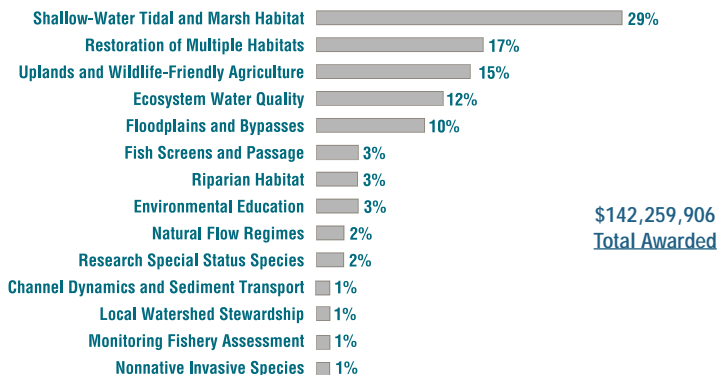 Shallow-Water Tidal and Marsh Habitat 29%
Restoration of Multiple Habitats 17%
Uplands and Wildlife-Friendly Agriculture 15%
Ecosystem Water Quality 12%
Floodplains and Bypasses 10%
Fish Screens and Passage 3%
Riparian Habitat 3%
Environmental Education 3%
Natural Flow Regimes 2%
Research Special Status Species 2%
Channel Dynamics and Sediment Transport 1%
Local Watershed Stewardship 1%
Monitoring Fishery Assessment 1%
Nonnative Invasive Species 1%
$142,259,906
Total Awarded